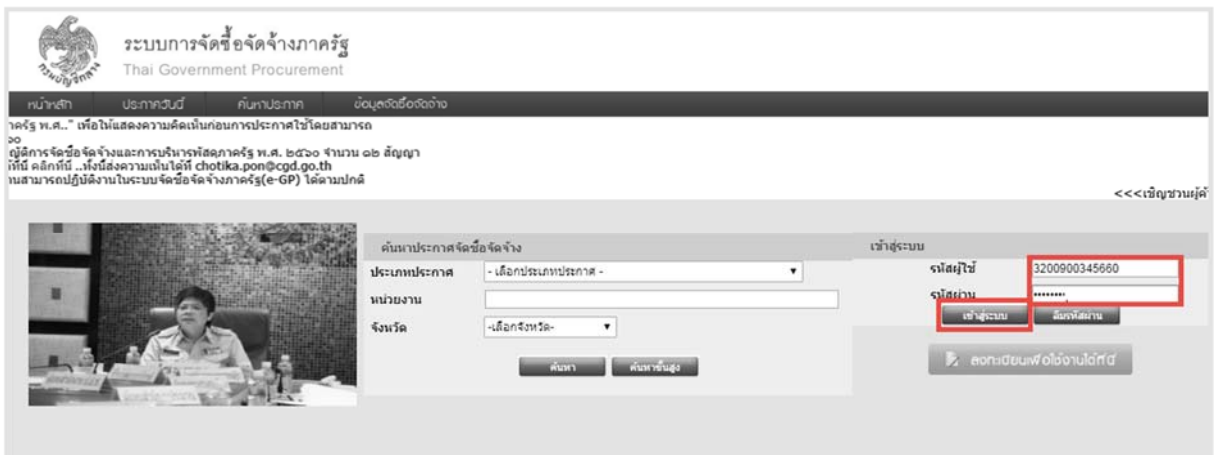 กรมบัญชีกลาง
ระบบการจัดซื้อจัดจ้างภาครัฐ
Thai Government Procurement
หน้าหลัก ประกาศวันนี้ ค้นหาประกาศ ข้อมูลจัดซื้อจัดจ้าง
าครัฐ พ.ศ.." เพื่อให้แสดงความคิดเห็นก่อนการประกาศใช้โดยสามารถ
๖๐
ญัติการจัดซื้อจัดจ้างและการบริหารพัสดุภาครัฐ พ.ศ. ๒๕๖๐ จำนวน ๑๒ สัญญา
ที่นี่ คลิกที่นี่ ..ทั้งนี้ส่งความเห็นได้ที่ chotika.pon@cgd.go.th
านสามารถปฏิบัติงานในระบบจัดซื้อจัดจ้างภาครัฐ(e-GP) ได้ตามปกติ
<<<เชิญชวนผู้ค้
ค้นหาประกาศจัดซื้อจัดจ้าง
ประเภทประกาศ - เลือกประเภทประกาศ -
หน่วยงาน
จังหวัด -เลือกจังหวัด-
ค้นหา ค้นหาขั้นสูง
เข้าสู่ระบบ
รหัสผู้ใช้ 3200900345660
รหัสผ่าน ••••••••
เข้าสู่ระบบ ลืมรหัสผ่าน
ลงทะเบียนเพื่อใช้งานได้ที่นี่